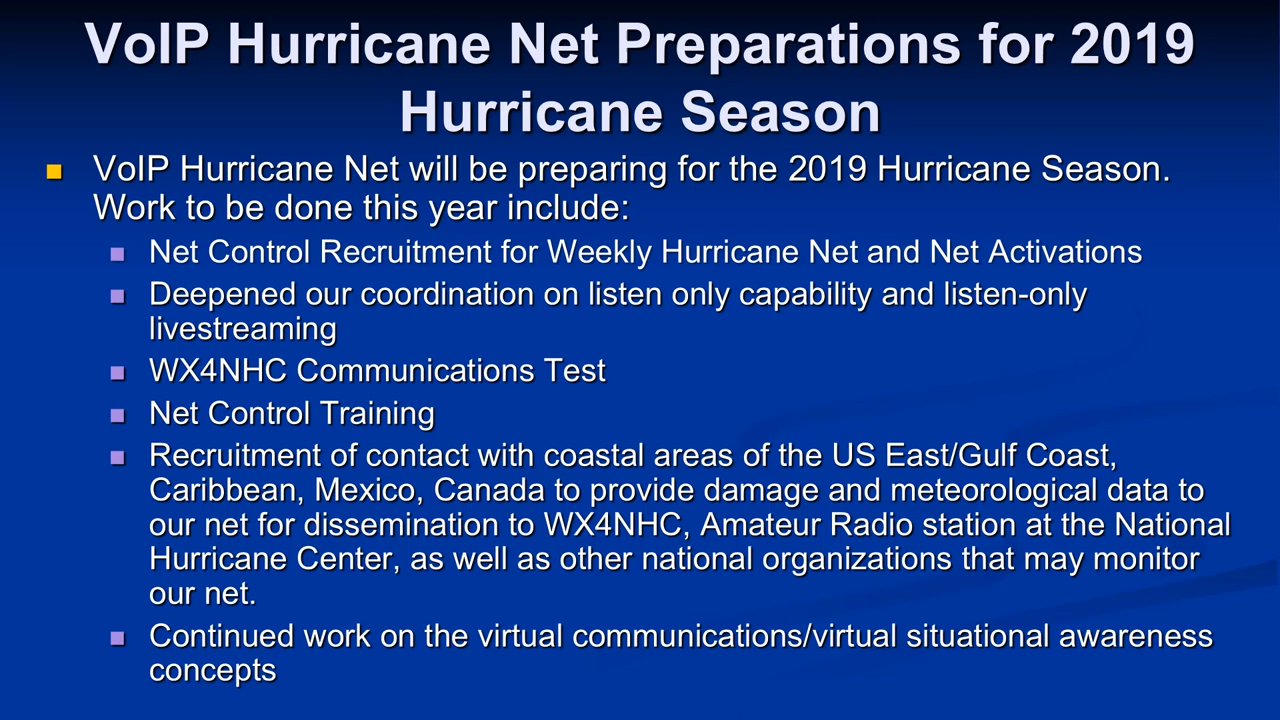 VoIP Hurricane Net Preparations for 2019
Hurricane Season
VoIP Hurricane Net will be preparing for the 2019 Hurricane Season.
Work to be done this year include:
Net Control Recruitment for Weekly Hurricane Net and Net Activations
Deepened our coordination on listen only capability and listen-only
livestreaming
WX4NHC Communications Test
Net Control Training
Recruitment of contact with coastal areas of the US East/Gulf Coast,
Caribbean, Mexico, Canada to provide damage and meteorological data to
our net for dissemination to WX4NHC, Amateur Radio station at the National
Hurricane Center, as well as other national organizations that may monitor
our net.
Continued work on the virtual communications/virtual situational awareness
concepts